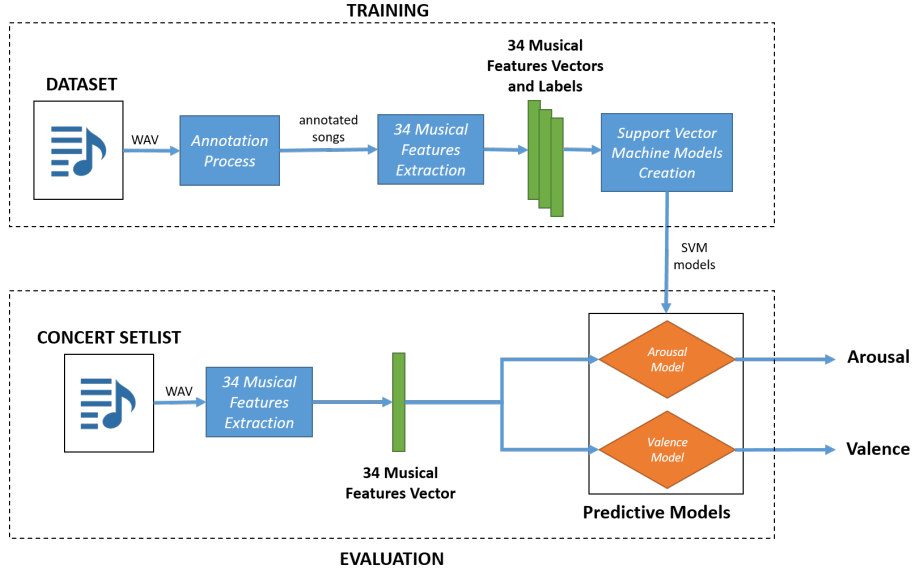 TRAINING
DATASET
WAV
Annotation
Process
annotated
songs
34 Musical
Features
Extraction
34 Musical
Features Vectors
and Labels
Support Vector
Machine Models
Creation
SVM
models
CONCERT SETLIST
WAV
34 Musical
Features
Extraction
34 Musical
Features Vector
Arousal
Model
Valence
Model
Predictive Models
Arousal
Valence
EVALUATION